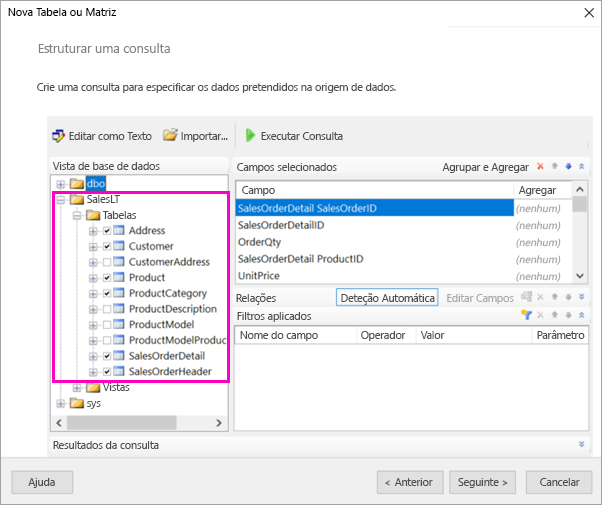 Nova Tabela ou Matriz
Estruturar uma consulta
Crie uma consulta para especificar os dados pretendidos na origem de dados.
Editar como Texto Importar... Executar Consulta
Vista de base de dados
dbo
SalesLT
Tabelas
Address
Customer
CustomerAddress
Product
ProductCategory
ProductDescription
ProductModel
ProductModelProduc
SalesOrderDetail
SalesOrderHeader
Vistas
sys
Campos selecionados Agrupar e Agregar
Campo Agregar
SalesOrderDetail SalesOrderID (nenhum)
SalesOrderDetailID (nenhum)
OrderQty (nenhum)
SalesOrderDetail ProductID (nenhum)
UnitPrice (nenhum)
Relações Deteção Automática Editar Campos
Filtros aplicados
Nome do campo Operador Valor Parâmetro
Resultados da consulta
Ajuda < Anterior Seguinte > Cancelar